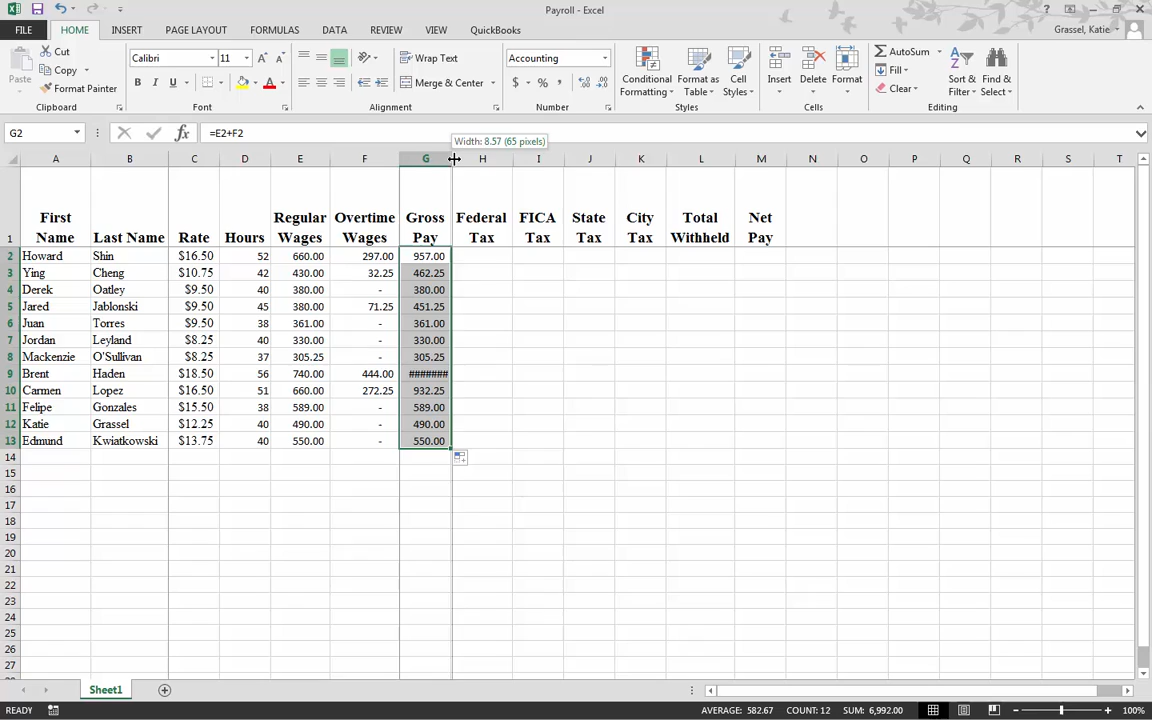 Payroll - Excel
FILE HOME INSERT PAGE LAYOUT FORMULAS DATA REVIEW VIEW QuickBooks Grassel, Katie
Paste
Cut
Copy
Format Painter
Clipboard
Calibri 11
B I U
Font
Wrap Text
Merge & Center
Alignment
Accounting
$ % ,
Number
Conditional Formatting
Format as Table
Cell Styles
Styles
Insert Delete Format
Cells
AutoSum
Fill
Clear
Sort & Filter
Find & Select
Editing
G2 fx =E2+F2
Width: 8.57 (65 pixels)
A B C D E F G H I J K L M N O P Q R S T
1 First Name Last Name Rate Hours Regular Wages Overtime Wages Gross Pay Federal Tax FICA Tax State Tax City Tax Total Withheld Net Pay
2 Howard Shin $16.50 52 660.00 297.00 957.00
3 Ying Cheng $10.75 42 430.00 32.25 462.25
4 Derek Oatley $9.50 40 380.00 - 380.00
5 Jared Jablonski $9.50 45 380.00 71.25 451.25
6 Juan Torres $9.50 38 361.00 - 361.00
7 Jordan Leyland $8.25 40 330.00 - 330.00
8 Mackenzie O'Sullivan $8.25 37 305.25 - 305.25
9 Brent Haden $18.50 56 740.00 444.00 #######
10 Carmen Lopez $16.50 51 660.00 272.25 932.25
11 Felipe Gonzales $15.50 38 589.00 - 589.00
12 Katie Grassel $12.25 40 490.00 - 490.00
13 Edmund Kwiatkowski $13.75 40 550.00 - 550.00
14
15
16
17
18
19
20
21
22
23
24
25
26
27
Sheet1
READY AVERAGE: 582.67 COUNT: 12 SUM: 6,992.00 100%